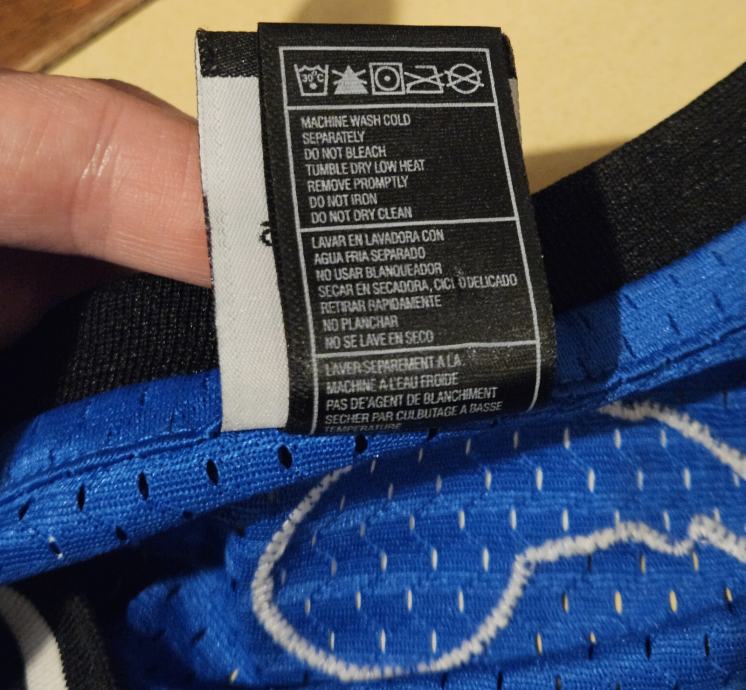 30°C
MACHINE WASH COLD
SEPARATELY
DO NOT BLEACH
TUMBLE DRY LOW HEAT
REMOVE PROMPTLY
DO NOT IRON
DO NOT DRY CLEAN
LAVAR EN LAVADORA CON
AGUA FRIA SEPARADO
NO USAR BLANQUEADOR
SECAR EN SECADORA, CICLO DELICADO
RETIRAR RAPIDAMENTE
NO PLANCHAR
NO SE LAVE EN SECO
LAVER SEPAREMENT A LA
MACHINE A L'EAU FROIDE
PAS DE AGENT DE BLANCHIMENT
SECHER PAR CULBUTAGE A BASSE
TEMPERATURE